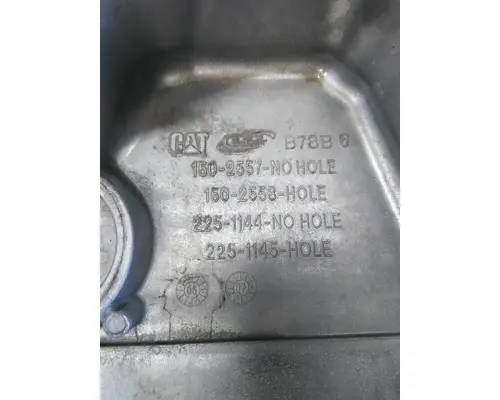 CAT B78B 6
150-2557-NO HOLE
150-2558-HOLE
225-1144-NO HOLE
225-1145-HOLE